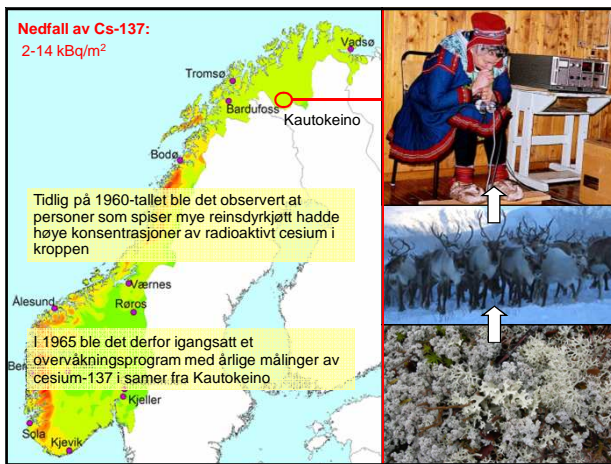 Nedfall av Cs-137:
2-14 kBq/m²
Vadsø
Tromsø
Bardufoss
Kautokeino
Bodø
Tidlig på 1960-tallet ble det observert at
personer som spiser mye reinsdyrkjøtt hadde
høye konsentrasjoner av radioaktivt cesium i
kroppen
Værnes
Ålesund
Røros
I 1965 ble det derfor igangsatt et
overvåkningsprogram med årlige målinger av
cesium-137 i samer fra Kautokeino
Kjeller
Sola
Kjevik